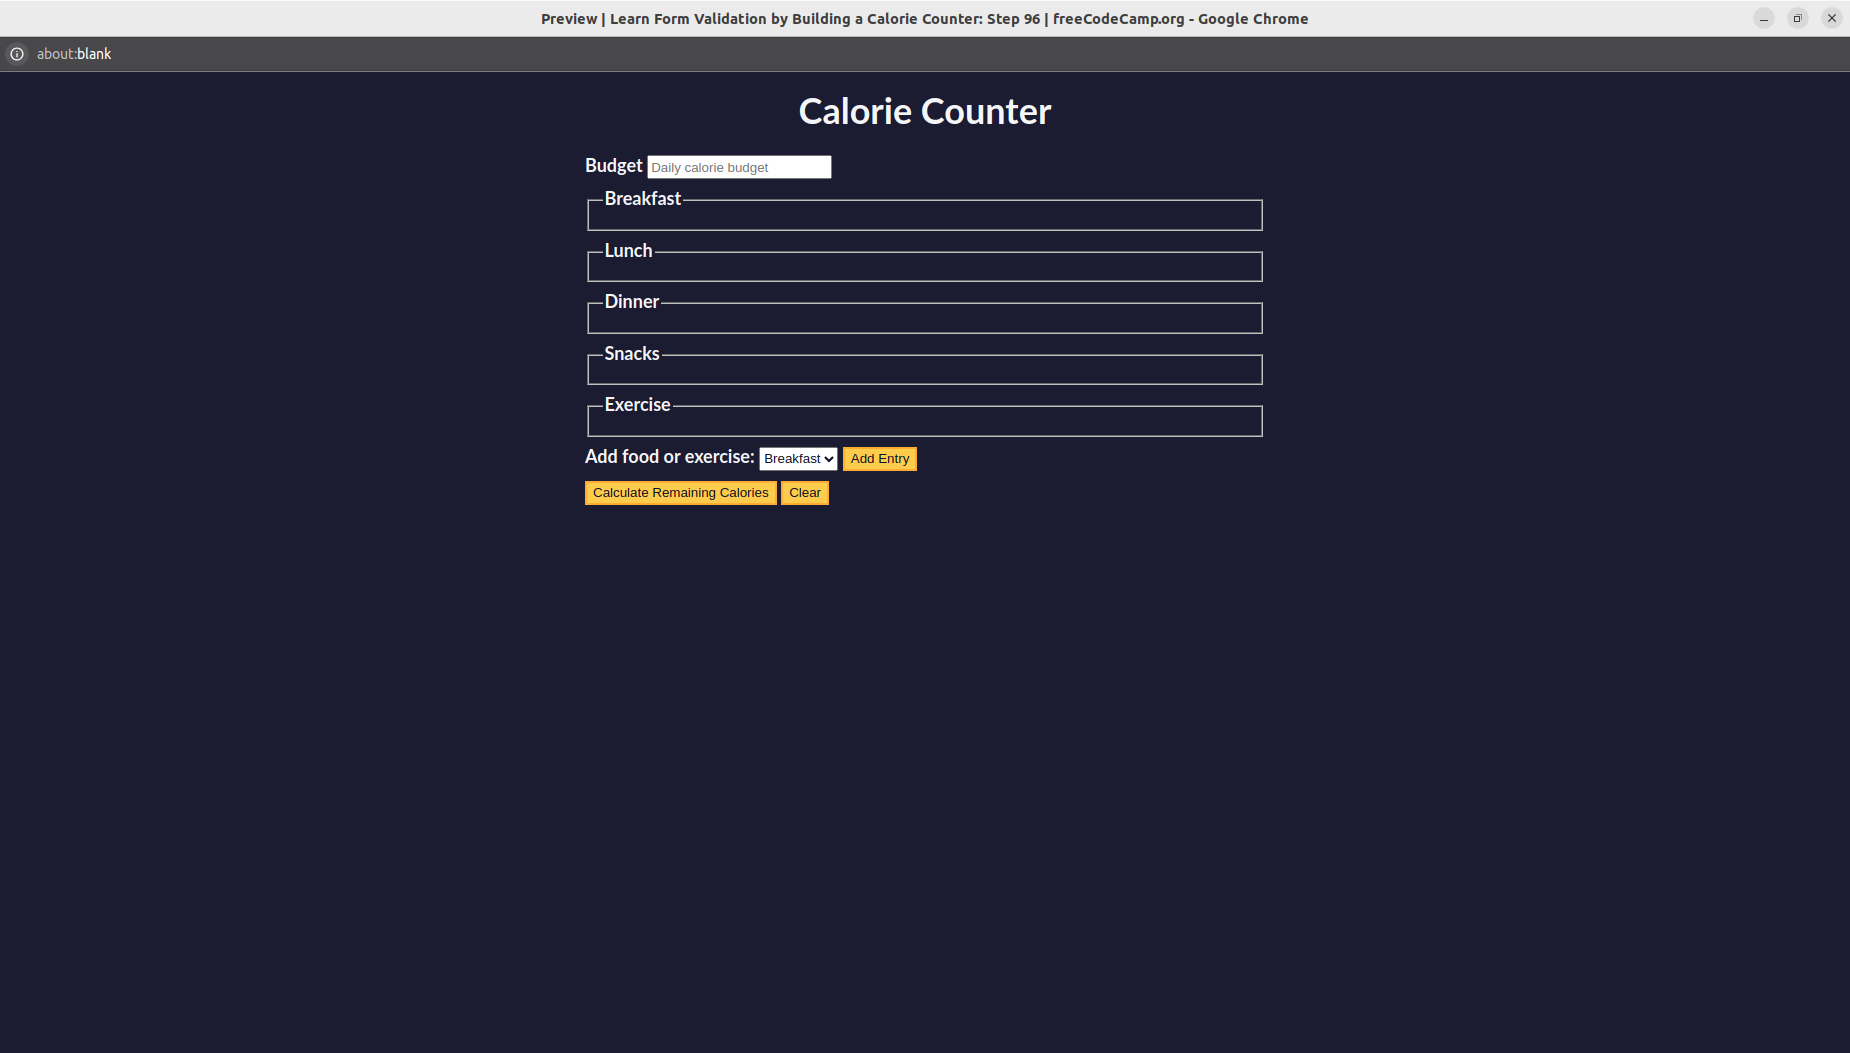 Preview | Learn Form Validation by Building a Calorie Counter: Step 96 | freeCodeCamp.org - Google Chrome
about:blank
Calorie Counter
Budget Daily calorie budget
Breakfast
Lunch
Dinner
Snacks
Exercise
Add food or exercise: Breakfast Add Entry
Calculate Remaining Calories Clear